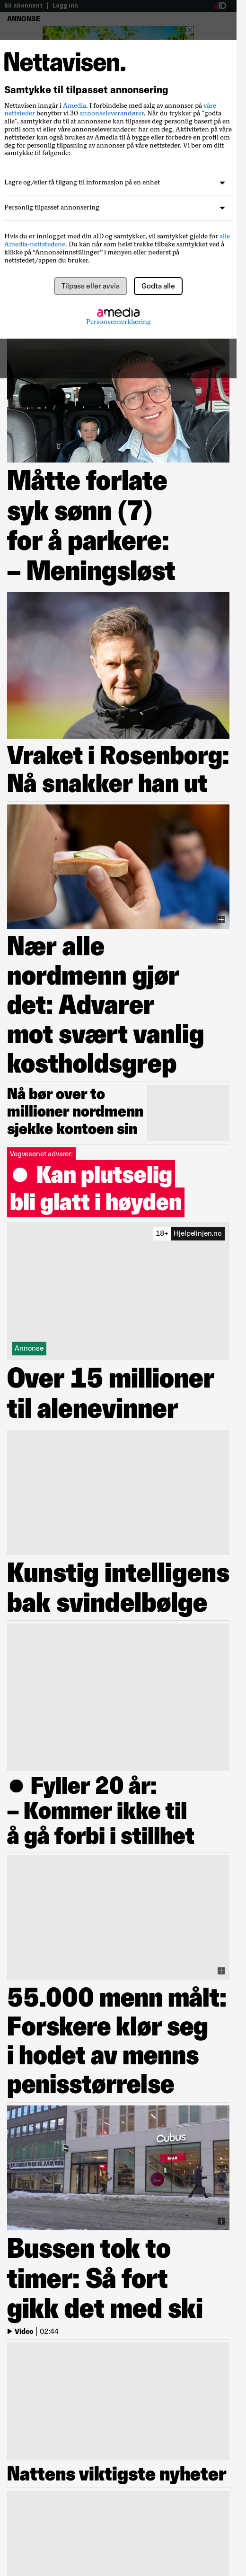 Bli abonnent | Logg inn
aID
ANNONSE
Nettavisen.
Samtykke til tilpasset annonsering
Nettavisen inngår i Amedia. I forbindelse med salg av annonser på våre
nettsteder benytter vi 30 annonseleverandører. Når du trykker på "godta
alle", samtykker du til at annonsene kan tilpasses deg personlig basert på en
profil som vi eller våre annonseleverandører har om deg. Aktiviteten på våre
nettsteder kan også brukes av Amedia til å bygge eller forbedre en profil om
deg for personlig tilpasning av annonser på våre nettsteder. Vi ber om ditt
samtykke til følgende:
Lagre og/eller få tilgang til informasjon på en enhet
Personlig tilpasset annonsering
Hvis du er innlogget med din aID og samtykker, vil samtykket gjelde for alle
Amedia-nettstedene. Du kan når som helst trekke tilbake samtykket ved å
klikke på “Annonseinnstillinger” i menyen eller nederst på
nettstedet/appen du bruker.
Tilpass eller avvis
Godta alle
amedia
Personvernerklæring
Måtte forlate
syk sønn (7)
for å parkere:
– Meningsløst
Vraket i Rosenborg:
Nå snakker han ut
Nær alle
nordmenn gjør
det: Advarer
mot svært vanlig
kostholdsgrep
Nå bør over to
millioner nordmenn
sjekke kontoen sin
Vegvesenet advarer:
● Kan plutselig
bli glatt i høyden
18+ Hjelpelinjen.no
Annonse
Over 15 millioner
til alenevinner
Kunstig intelligens
bak svindelbølge
● Fyller 20 år:
– Kommer ikke til
å gå forbi i stillhet
55.000 menn målt:
Forskere klør seg
i hodet av menns
penisstørrelse
CUBUS
SALG
Bussen tok to
timer: Så fort
gikk det med ski
Video | 02:44
Nattens viktigste nyheter